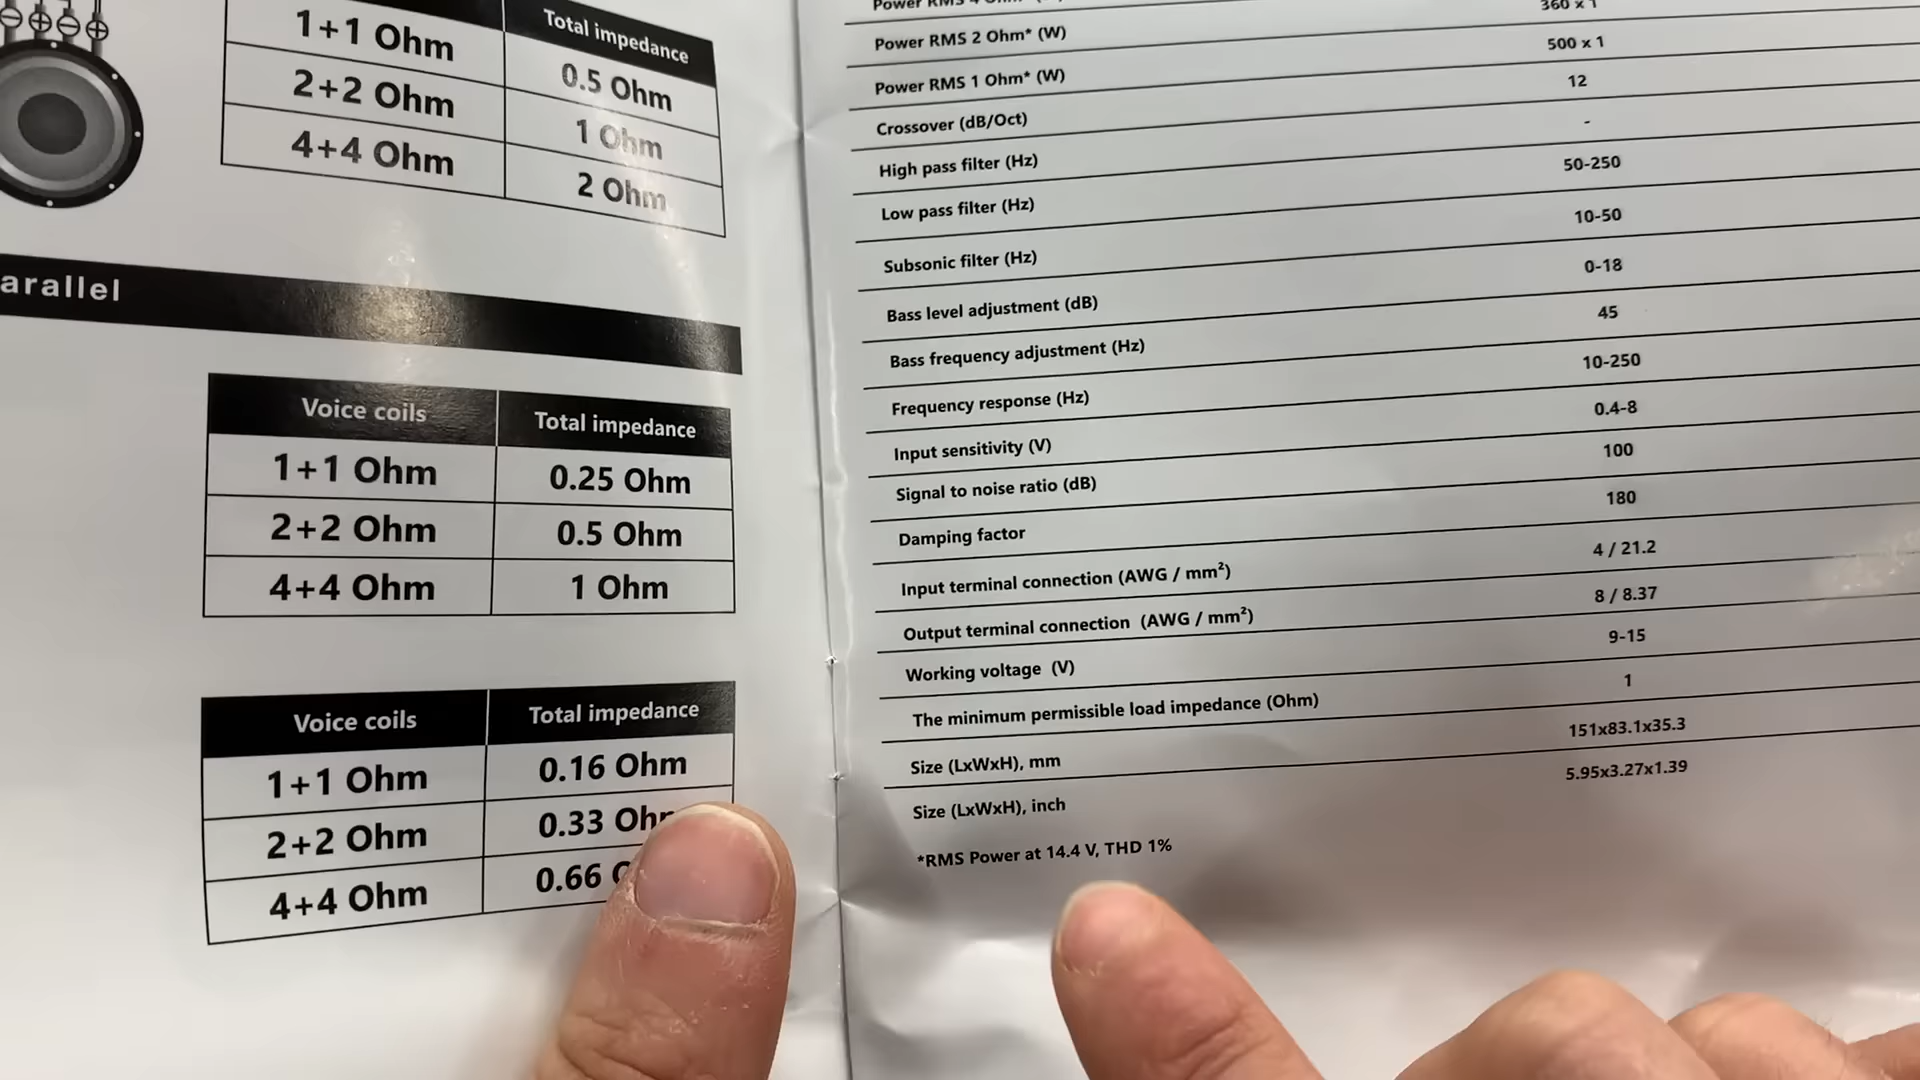 Total impedance
1+1 Ohm 0.5 Ohm
2+2 Ohm 1 Ohm
4+4 Ohm 2 Ohm
arallel
Voice coils Total impedance
1+1 Ohm 0.25 Ohm
2+2 Ohm 0.5 Ohm
4+4 Ohm 1 Ohm
Voice coils Total impedance
1+1 Ohm 0.16 Ohm
2+2 Ohm 0.33
4+4 Ohm 0.66
Power RMS
Power RMS 2 Ohm* (W) 360 x 1
Power RMS 1 Ohm* (W) 500 x 1
Crossover (dB/Oct) 12
High pass filter (Hz) -
Low pass filter (Hz) 50-250
Subsonic filter (Hz) 10-50
Bass level adjustment (dB) 0-18
Bass frequency adjustment (Hz) 45
Frequency response (Hz) 10-250
Input sensitivity (V) 0.4-8
Signal to noise ratio (dB) 100
Damping factor 180
Input terminal connection (AWG / mm²) 4 / 21.2
Output terminal connection (AWG / mm²) 8 / 8.37
Working voltage (V) 9-15
The minimum permissible load impedance (Ohm) 1
Size (LxWxH), mm 151x83.1x35.3
Size (LxWxH), inch 5.95x3.27x1.39
*RMS Power at 14.4 V, THD 1%